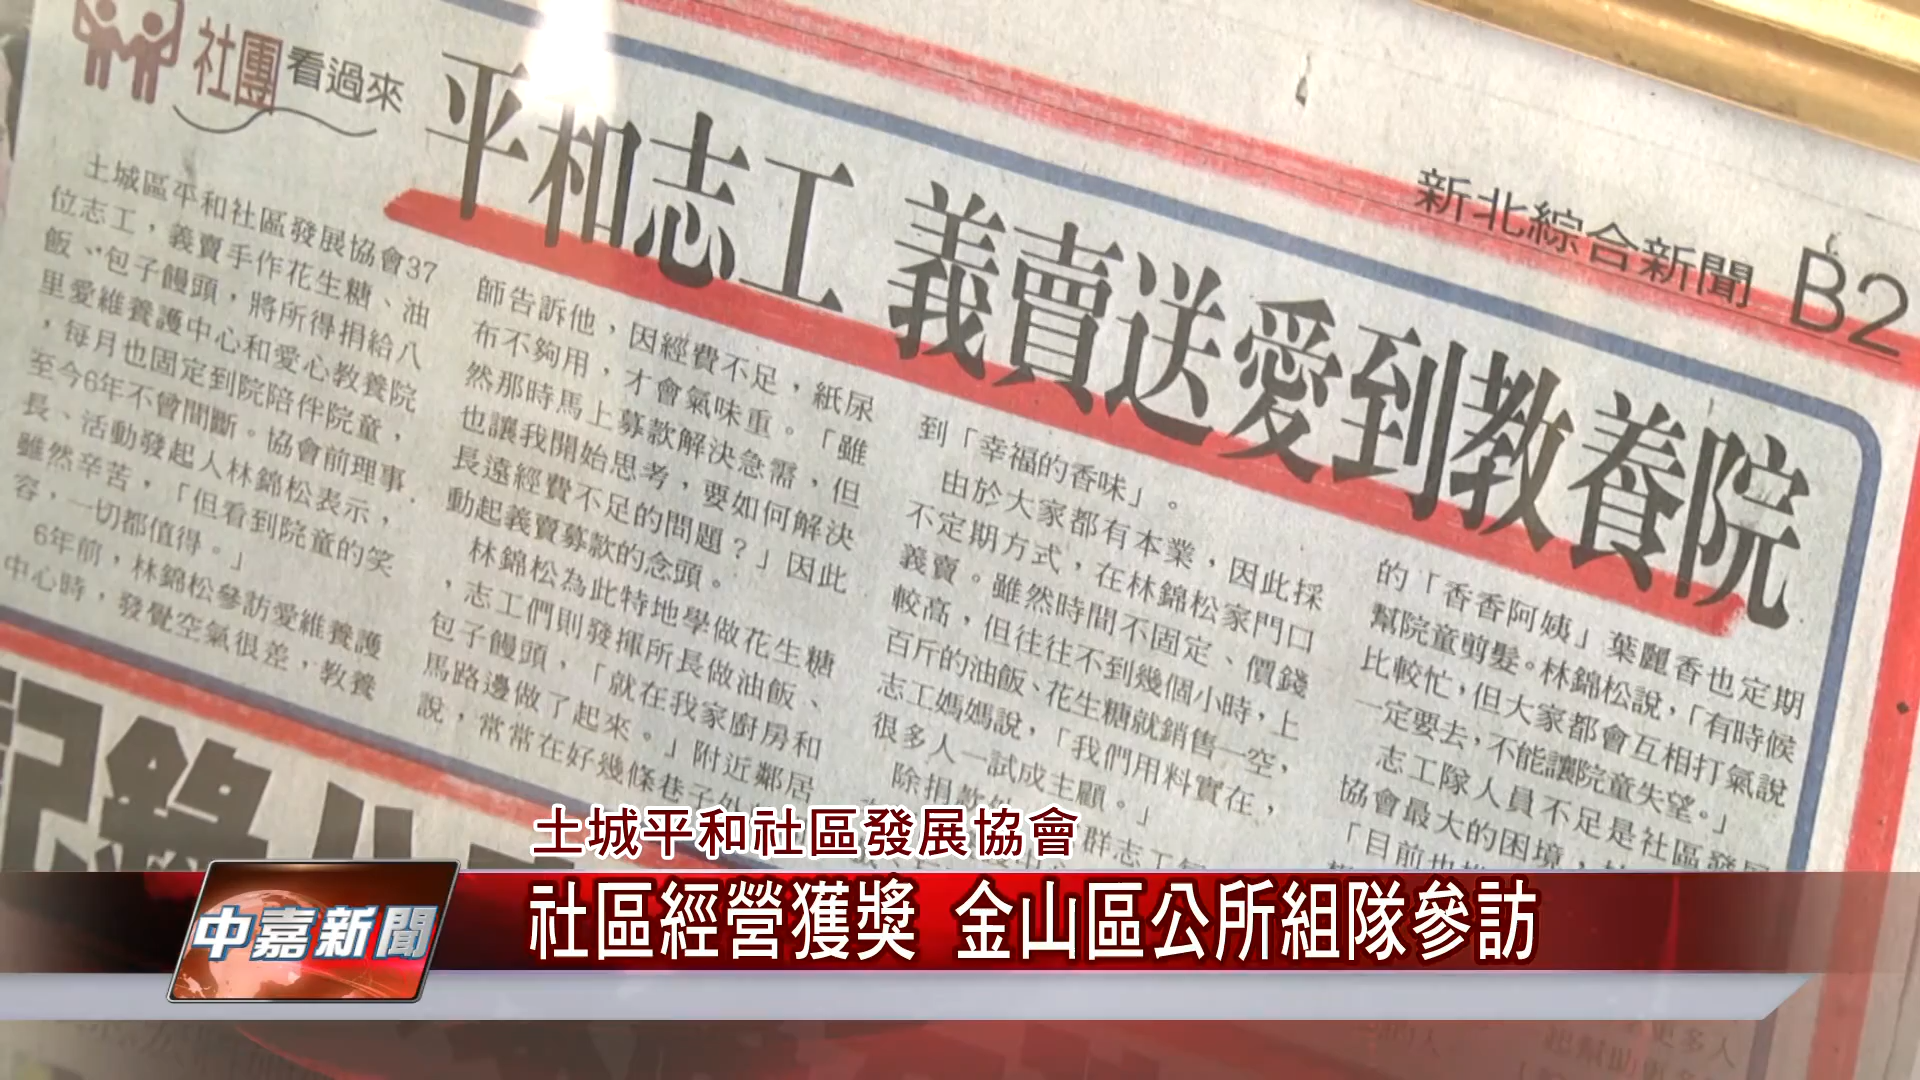 社團看過來
新北綜合新聞 B2
平和志工 義賣送愛到教養院
土城區平和社區發展協會37
位志工，義賣手作花生糖、油
飯、包子饅頭，將所得捐給八
里愛維養護中心和愛心教養院
，每月也固定到院陪伴院童，
至今6年不曾間斷。協會前理事
長、活動發起人林錦松表示，
雖然辛苦，「但看到院童的笑
容，一切都值得。」
6年前，林錦松參訪愛維養護
中心時，發覺空氣很差，教養
師告訴他，因經費不足，紙尿
布不夠用，才會氣味重。「雖
然那時馬上募款解決急需，但
也讓我開始思考，要如何解決
長遠經費不足的問題？」因此
動起義賣募款的念頭。
林錦松為此特地學做花生糖
，志工們則發揮所長做油飯、
包子饅頭，「就在我家廚房和
馬路邊做了起來。」附近鄰居
說，常常在好幾條巷子外
到「幸福的香味」。
由於大家都有本業，因此採
不定期方式，在林錦松家門口
義賣。雖然時間不固定、價錢
較高，但往往不到幾個小時，上
百斤的油飯、花生糖就銷售一空，
志工媽媽說，「我們用料實在，
很多人一試成主顧。」
除捐款
群志工
的「香香阿姨」葉麗香也定期
幫院童剪髮。林錦松說，「有時候
比較忙，但大家都會互相打氣說
一定要去，不能讓院童失望。」
志工隊人員不足是社區發展
協會最大的困境，
「目前也
土城平和社區發展協會
社區經營獲獎 金山區公所組隊參訪
中嘉新聞